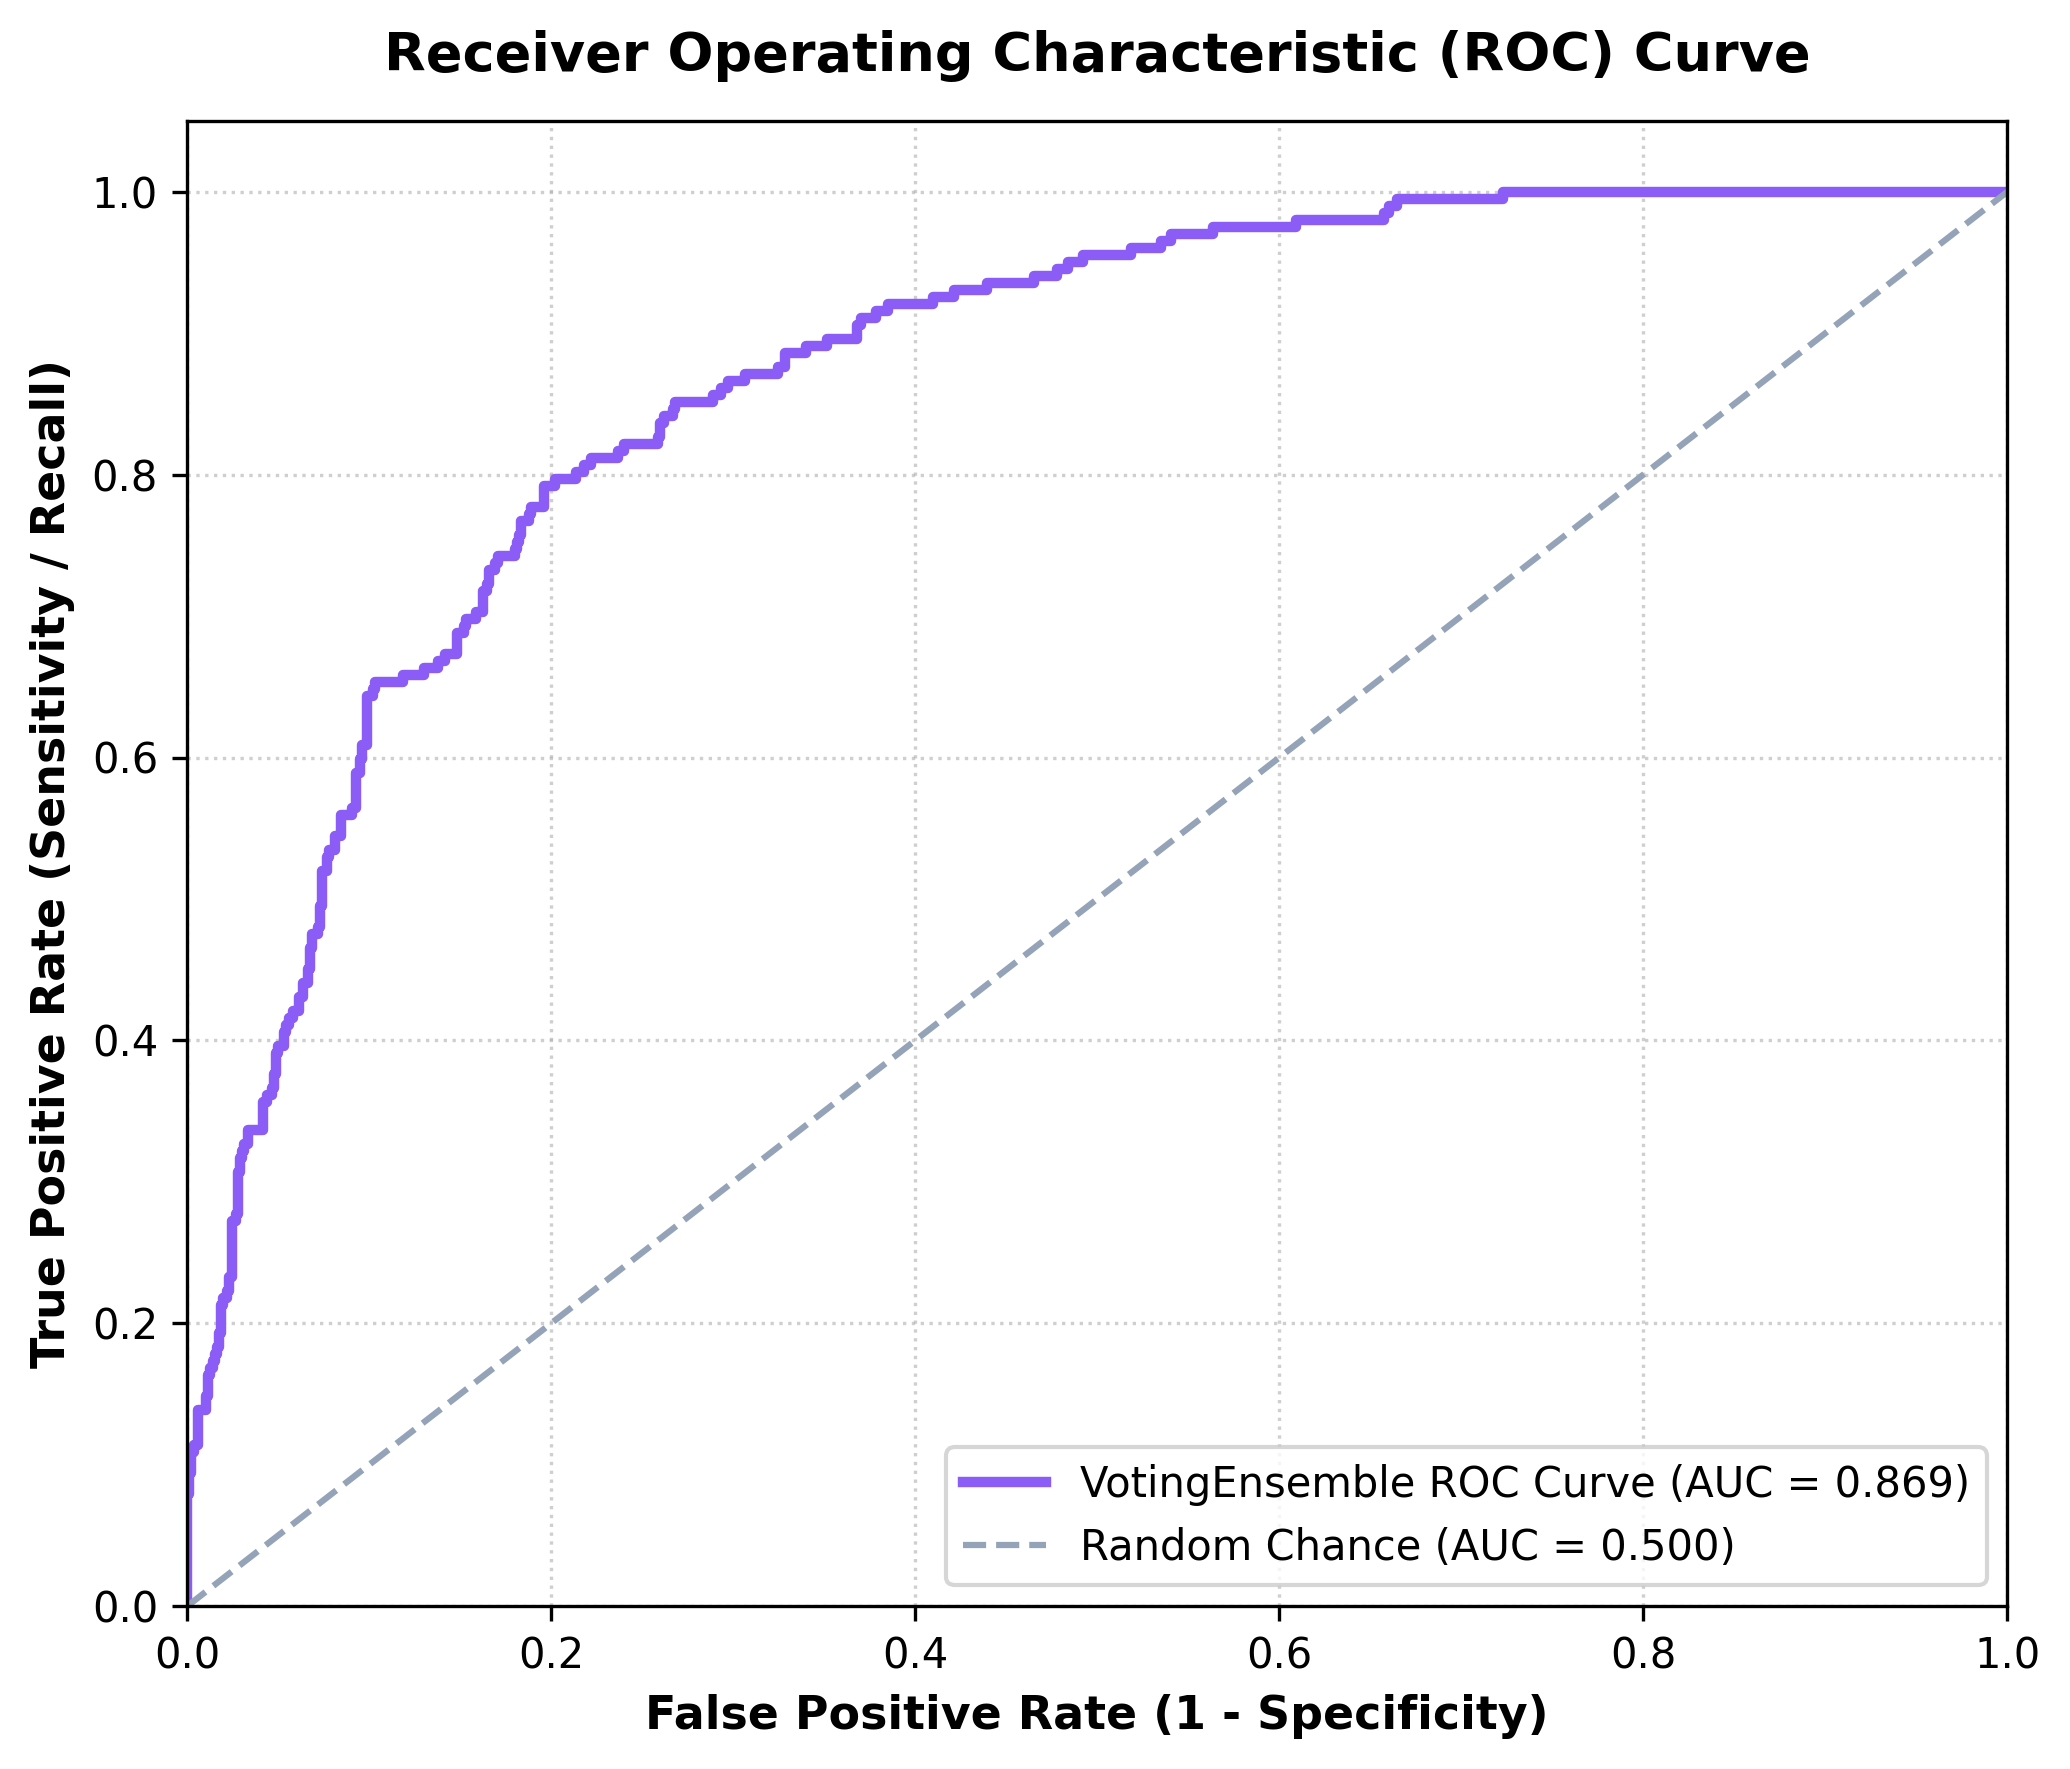 Receiver Operating Characteristic (ROC) Curve
True Positive Rate (Sensitivity / Recall)
1.0
0.8
0.6
0.4
0.2
0.0
VotingEnsemble ROC Curve (AUC = 0.869)
Random Chance (AUC = 0.500)
0.0 0.2 0.4 0.6 0.8 1.0
False Positive Rate (1 - Specificity)